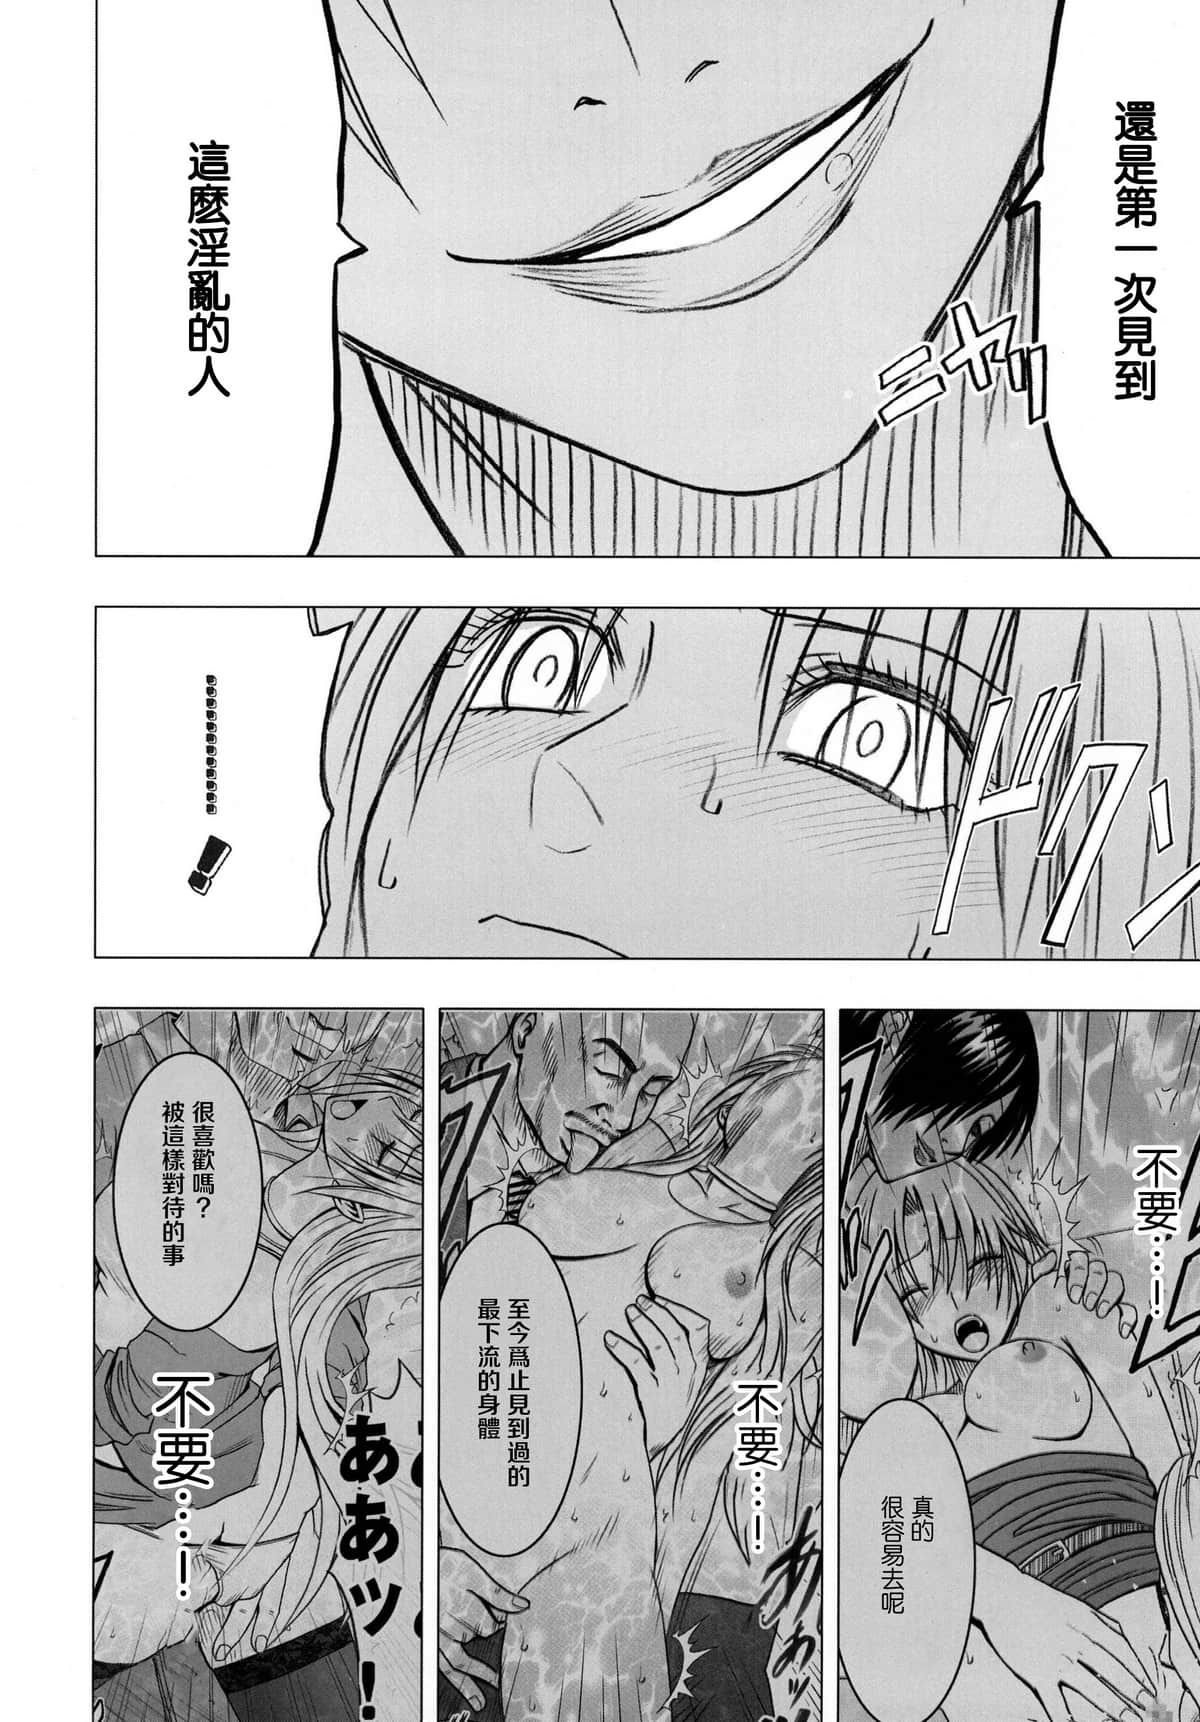 還是第一次見到
ニヤッ
這麼淫亂的人
ドクン
！
不要…‥！
真的
很容易去呢
至今爲止見到過的
最下流的身體
不要…‥！
很喜歡嗎？
被這樣對待的事
ああッ！
不要…‥！